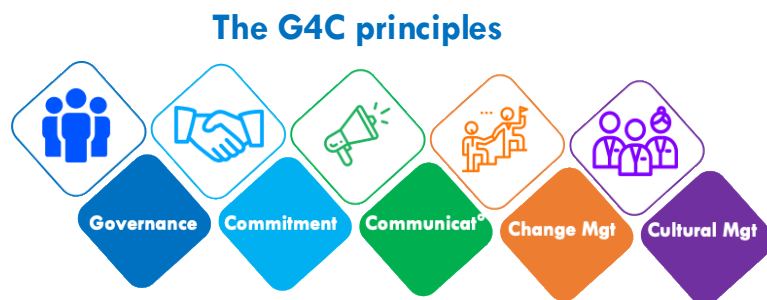 The G4C principles
Governance
Commitment
Communicat°
Change Mgt
Cultural Mgt